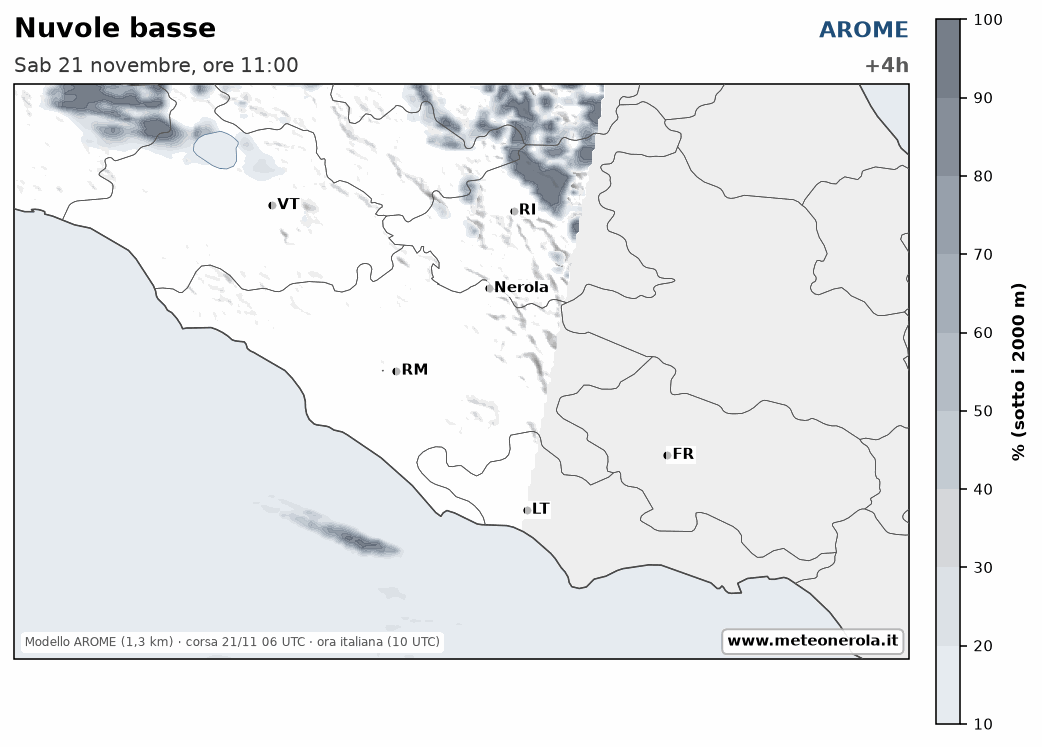 Nuvole basse
AROME
Sab 21 novembre, ore 11:00
+4h
VT
RI
Nerola
RM
FR
LT
Modello AROME (1,3 km) · corsa 21/11 06 UTC · ora italiana (10 UTC)
www.meteonerola.it
100
90
80
70
60
50
40
30
20
10
% (sotto i 2000 m)